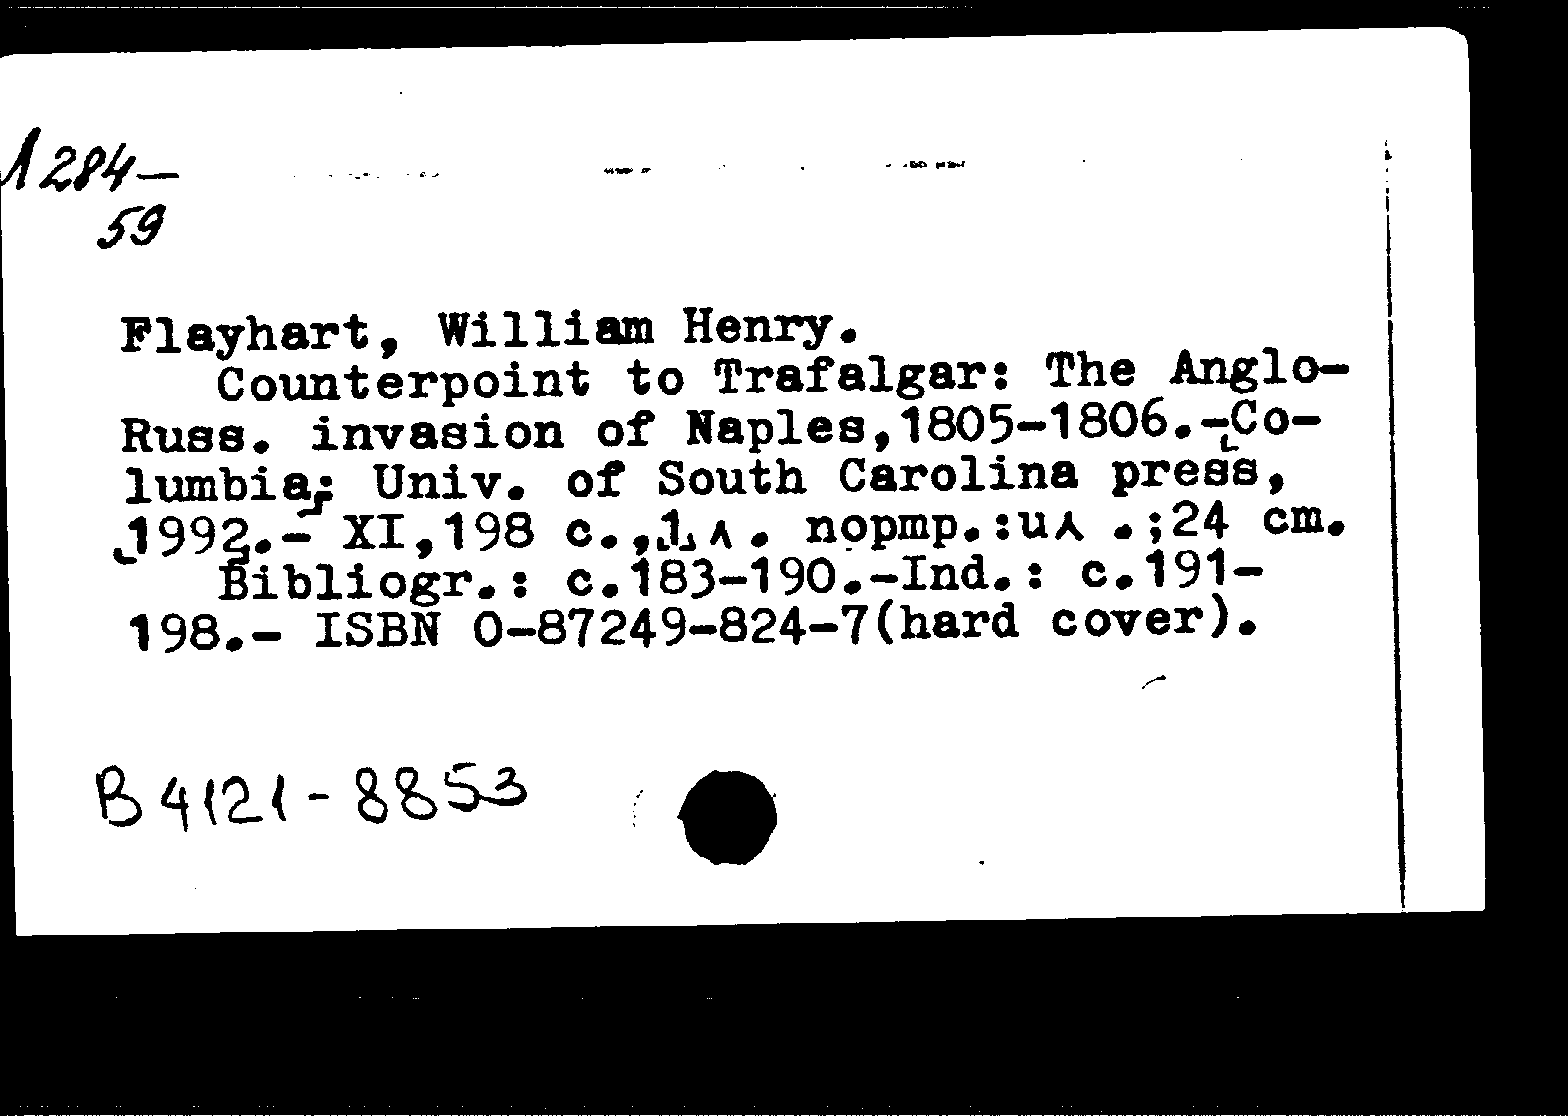 Л284—
59
Flayhart, William Henry.
Counterpoint to Trafalgar: The Anglo-
Russ. invasion of Naples,1805-1806.-[Co-
lumbia]: Univ. of South Carolina press,
1992.- XI,198 c.,1 л. портр.:ил .;24 cm.
Bibliogr.: c.183-190.-Ind.: c.191-
198.- ISBN 0-87249-824-7(hard cover).
B4121-8853